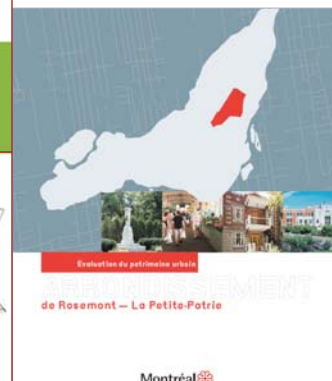 Évaluation du patrimoine urbain
ARRONDISSEMENT
de Rosemont – La Petite-Patrie
Montréal